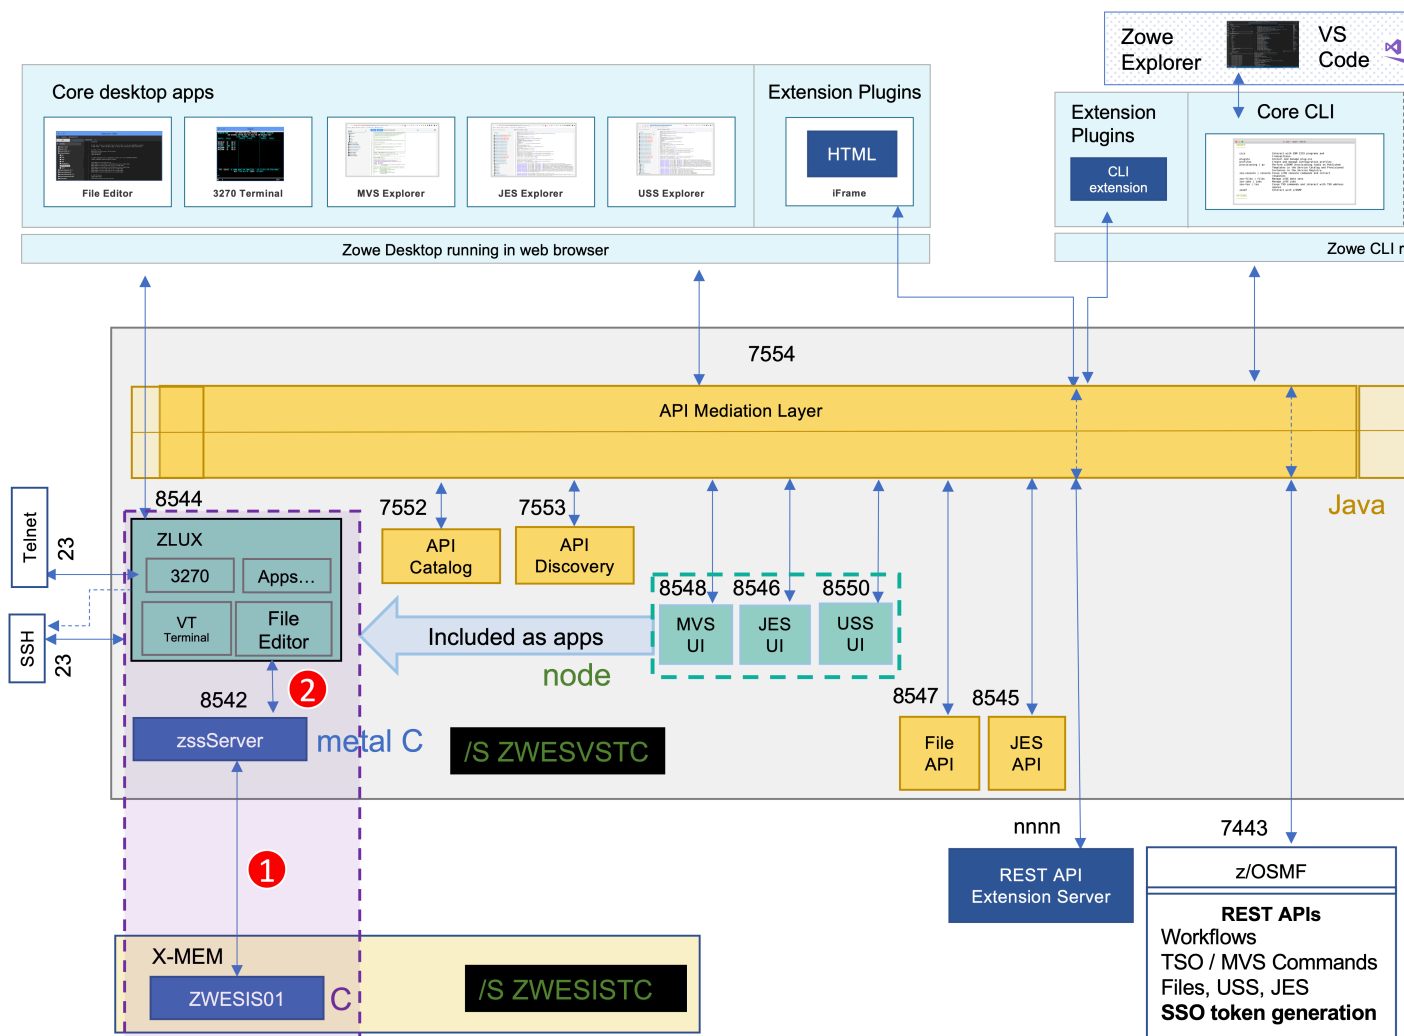 Zowe
Explorer
VS
Code
Core desktop apps
Extension Plugins
File Editor
3270 Terminal
MVS Explorer
JES Explorer
USS Explorer
HTML
iFrame
Extension
Plugins
CLI
extension
Core CLI
Zowe Desktop running in web browser
Zowe CLI r
7554
API Mediation Layer
Java
8544
7552
7553
ZLUX
3270
Apps...
VT
Terminal
File
Editor
Telnet
23
SSH
23
API
Catalog
API
Discovery
8548
8546
8550
MVS
UI
JES
UI
USS
UI
Included as apps
node
2
8542
zssServer
metal C
/S ZWESVSTC
8547
8545
File
API
JES
API
1
nnnn
REST API
Extension Server
7443
z/OSMF
REST APIs
Workflows
TSO / MVS Commands
Files, USS, JES
SSO token generation
X-MEM
ZWESIS01
C
/S ZWESISTC